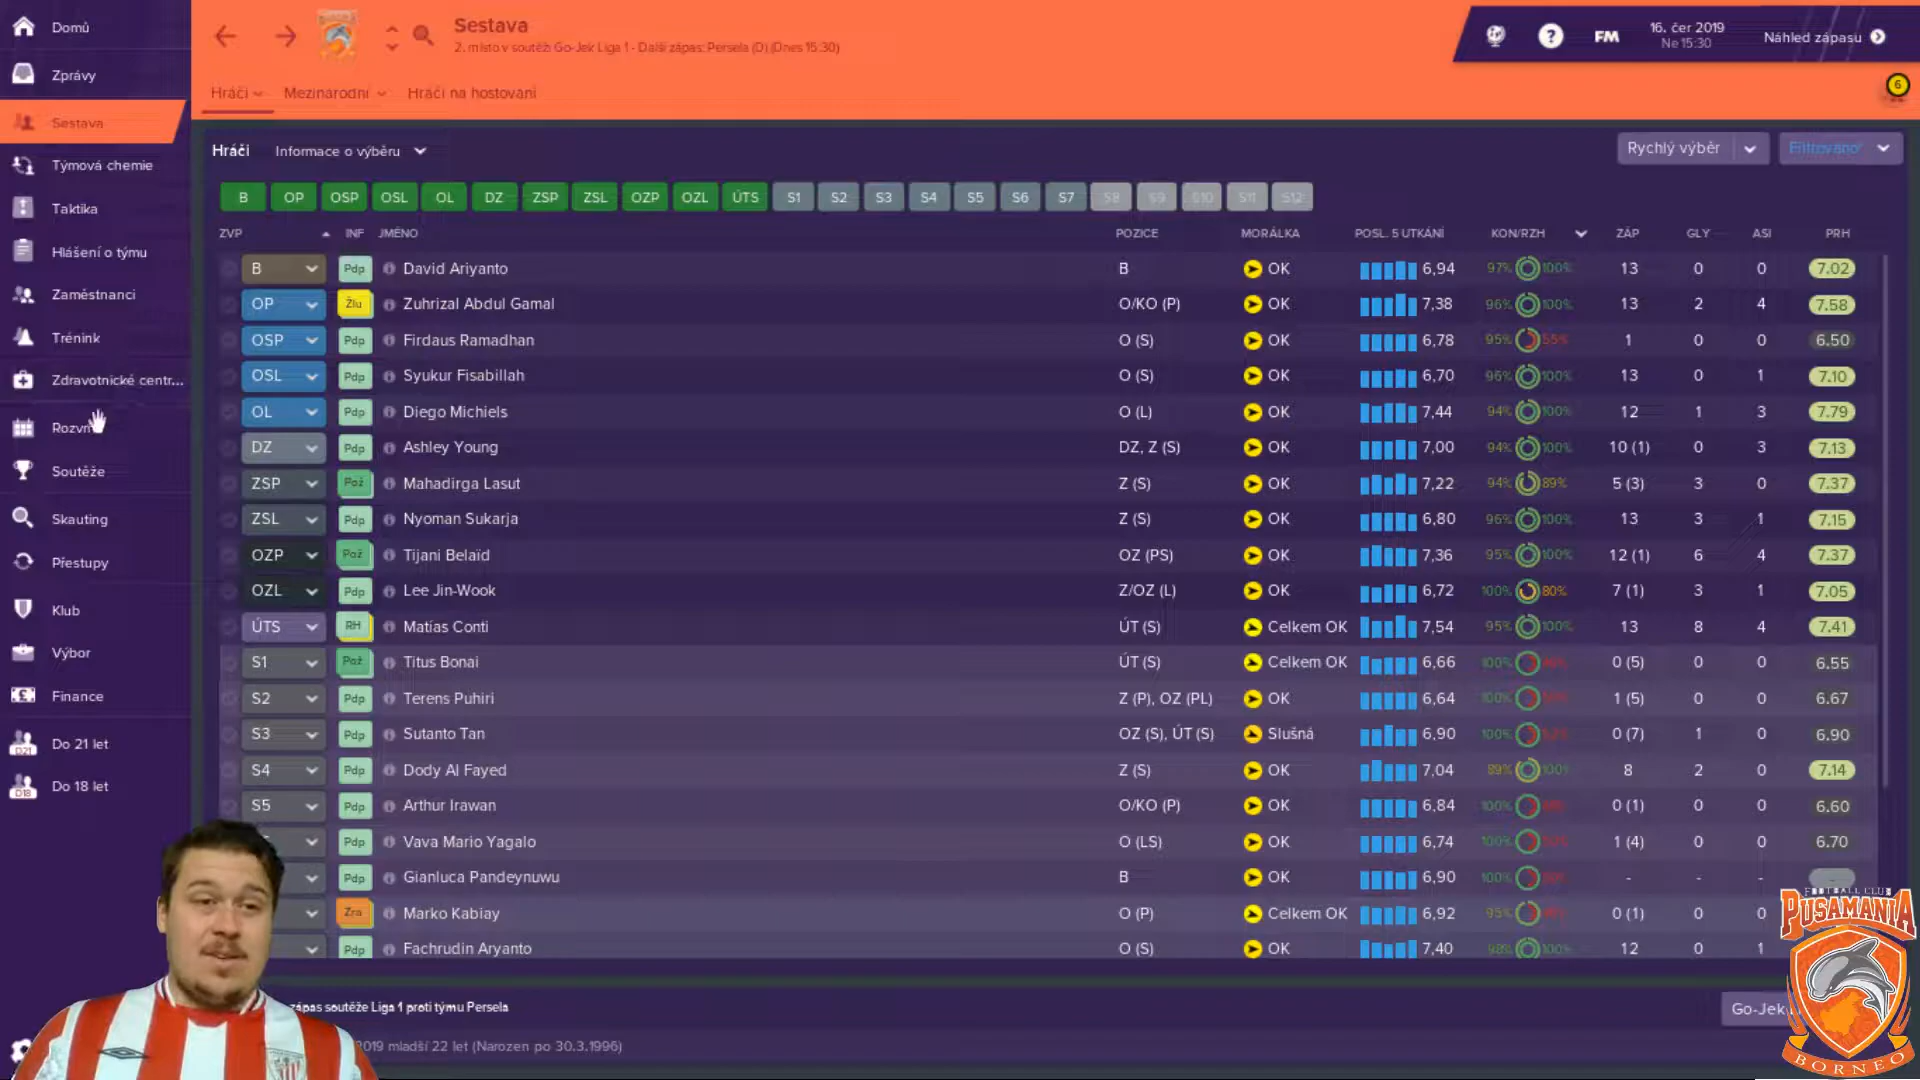 Domů
Zprávy
Sestava
Týmová chemie
Taktika
Hlášení o týmu
Zaměstnanci
Trénink
Zdravotnické centr...
Rozvr
Soutěže
Skauting
Přestupy
Klub
Výbor
Finance
Do 21 let
Do 18 let
Sestava
2. místo v soutěži Go-Jek Liga 1 - Další zápas: Persela (D) (Dnes 15:30)
FM
16. čer 2019
Ne 15:30
Náhled zápasu
6
Hráči
Mezinárodní
Hráči na hostování
Hráči
Informace o výběru
Rychlý výběr
Filtrováno
B OP OSP OSL OL DZ ZSP ZSL OZP OZL ÚTS S1 S2 S3 S4 S5 S6 S7 S8 S9 S10 S11 S12
ZVP INF JMÉNO POZICE MORÁLKA POSL. 5 UTKÁNÍ KON/RZH ZÁP GLY ASI PRH
B Pdp David Ariyanto B OK 6,94 97% 100% 13 0 0 7.02
OP Žlu Zuhrizal Abdul Gamal O/KO (P) OK 7,38 96% 100% 13 2 4 7.58
OSP Pdp Firdaus Ramadhan O (S) OK 6,78 95% 55% 1 0 0 6.50
OSL Pdp Syukur Fisabillah O (S) OK 6,70 96% 100% 13 0 1 7.10
OL Pdp Diego Michiels O (L) OK 7,44 94% 100% 12 1 3 7.79
DZ Pdp Ashley Young DZ, Z (S) OK 7,00 94% 100% 10 (1) 0 3 7.13
ZSP Pož Mahadirga Lasut Z (S) OK 7,22 94% 89% 5 (3) 3 0 7.37
ZSL Pdp Nyoman Sukarja Z (S) OK 6,80 96% 100% 13 3 1 7.15
OZP Pož Tijani Belaïd OZ (PS) OK 7,36 95% 100% 12 (1) 6 4 7.37
OZL Pdp Lee Jin-Wook Z/OZ (L) OK 6,72 100% 80% 7 (1) 3 1 7.05
ÚTS RH Matías Conti ÚT (S) Celkem OK 7,54 95% 100% 13 8 4 7.41
S1 Pož Titus Bonai ÚT (S) Celkem OK 6,66 100% 0 (5) 0 0 6.55
S2 Pdp Terens Puhiri Z (P), OZ (PL) OK 6,64 100% 1 (5) 0 0 6.67
S3 Pdp Sutanto Tan OZ (S), ÚT (S) Slušná 6,90 100% 0 (7) 1 0 6.90
S4 Pdp Dody Al Fayed Z (S) OK 7,04 89% 100% 8 2 0 7.14
S5 Pdp Arthur Irawan O/KO (P) OK 6,84 100% 0 (1) 0 0 6.60
Pdp Vava Mario Yagalo O (LS) OK 6,74 100% 1 (4) 0 0 6.70
Pdp Gianluca Pandeynuwu B OK 6,90 100% - - -
Zra Marko Kabiay O (P) Celkem OK 6,92 95% 0 (1) 0 0
Pdp Fachrudin Aryanto O (S) OK 7,40 98% 100% 12 0 1
zápas soutěže Liga 1 proti týmu Persela
2019 mladší 22 let (Narozen po 30.3.1996)
Go-Jek
FOOTBALL CLUB
PUSAMANIA
BORNEO